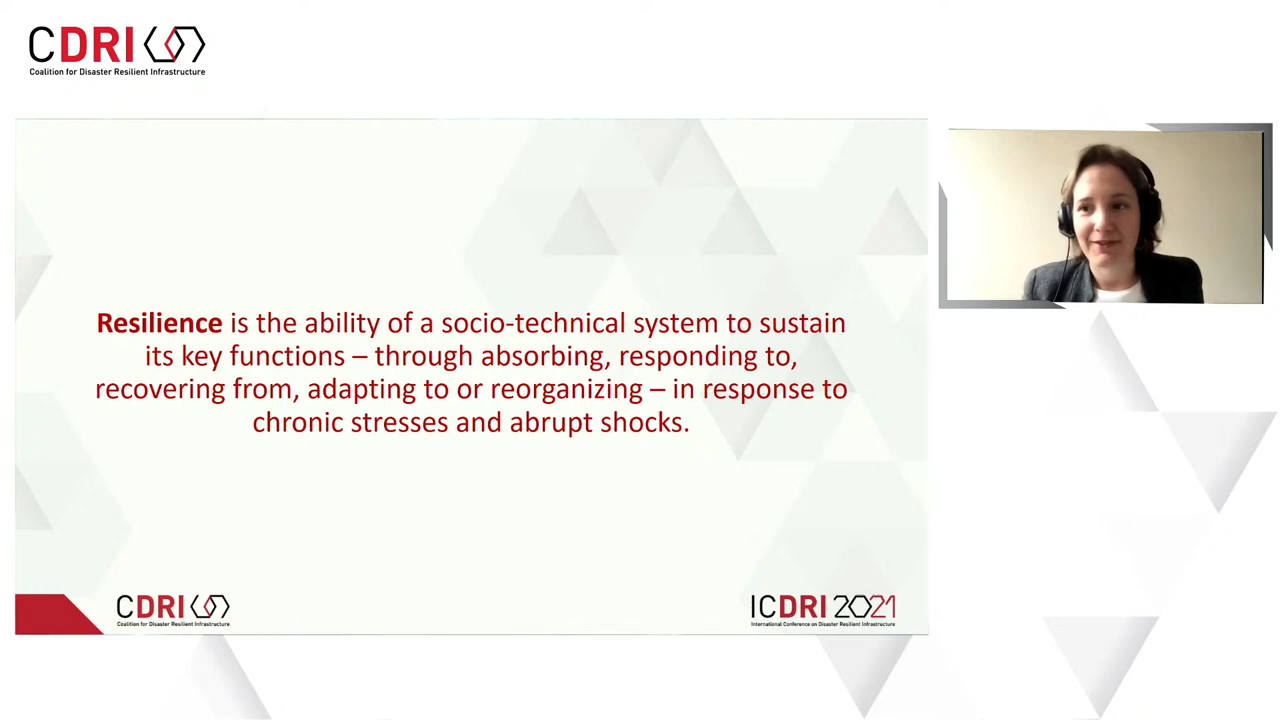 CDRI
Coalition for Disaster Resilient Infrastructure
Resilience is the ability of a socio-technical system to sustain
its key functions – through absorbing, responding to,
recovering from, adapting to or reorganizing – in response to
chronic stresses and abrupt shocks.
CDRI
Coalition for Disaster Resilient Infrastructure
ICDRI 2021
International Conference on Disaster Resilient Infrastructure